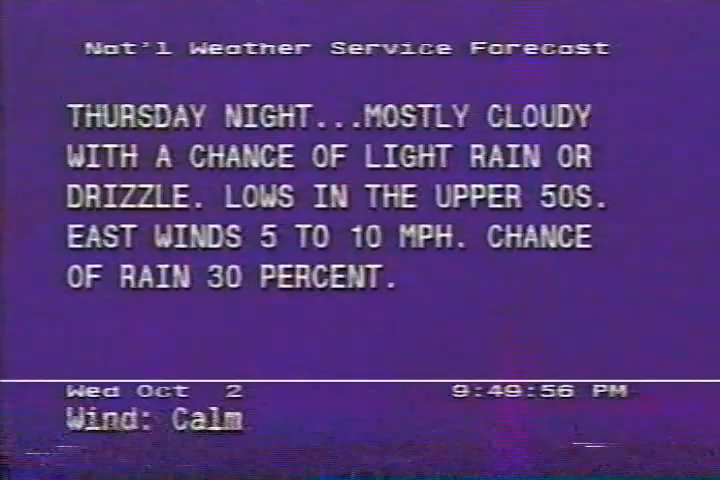 Nat'l Weather Service Forecast
THURSDAY NIGHT...MOSTLY CLOUDY
WITH A CHANCE OF LIGHT RAIN OR
DRIZZLE. LOWS IN THE UPPER 50S.
EAST WINDS 5 TO 10 MPH. CHANCE
OF RAIN 30 PERCENT.
Wed Oct  2 9:49:56 PM
Wind: Calm